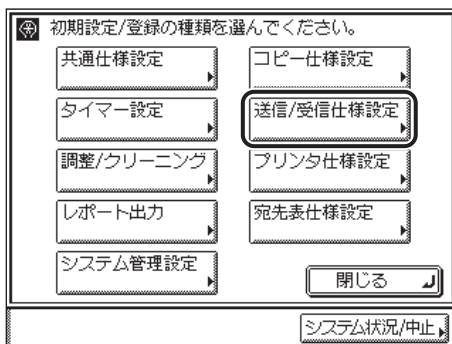 初期設定/登録の種類を選んでください。
共通仕様設定
コピー仕様設定
タイマー設定
送信/受信仕様設定
調整/クリーニング
プリンタ仕様設定
レポート出力
宛先表仕様設定
システム管理設定
閉じる
システム状況/中止